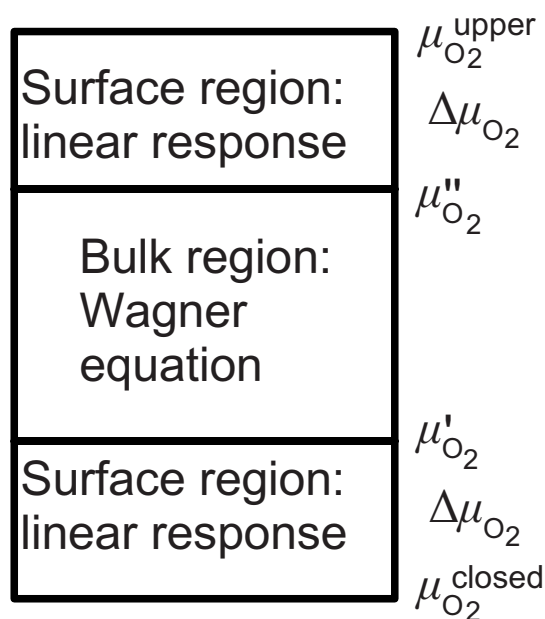 μ_O₂^upper
Surface region:
linear response
Δμ_O₂
μ''_O₂
Bulk region:
Wagner
equation
μ'_O₂
Surface region:
linear response
Δμ_O₂
μ_O₂^closed